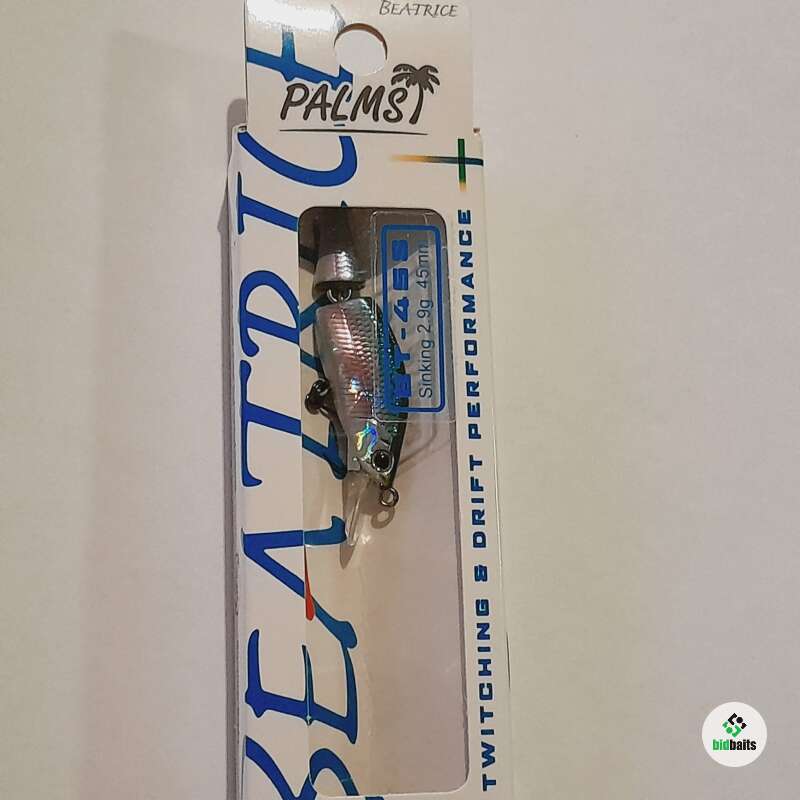 BEATRICE
PALMS
BEATRICE
BT-45S
Sinking 2.9g 45mm
TWITCHING & DRIFT PERFORMANCE
bidbaits